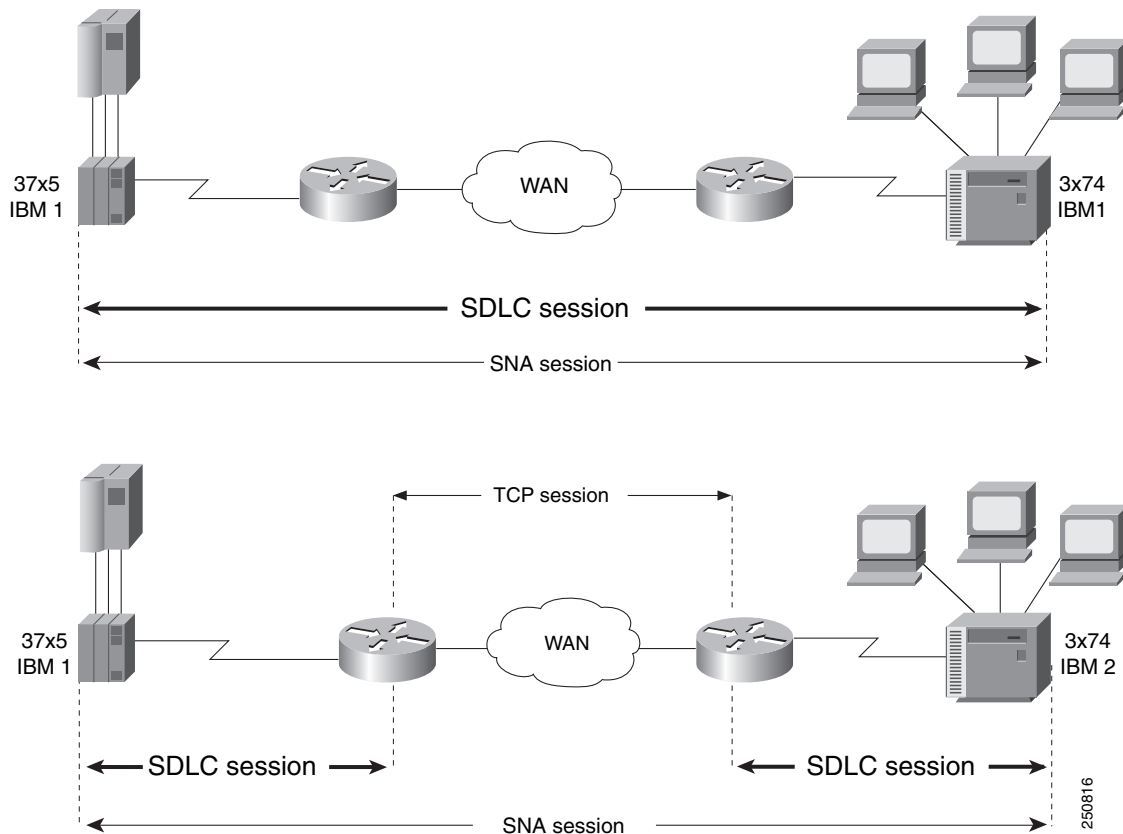 37x5
IBM 1
WAN
3x74
IBM1
SDLC session
SNA session
TCP session
37x5
IBM 1
WAN
3x74
IBM 2
SDLC session
SDLC session
SNA session
250816